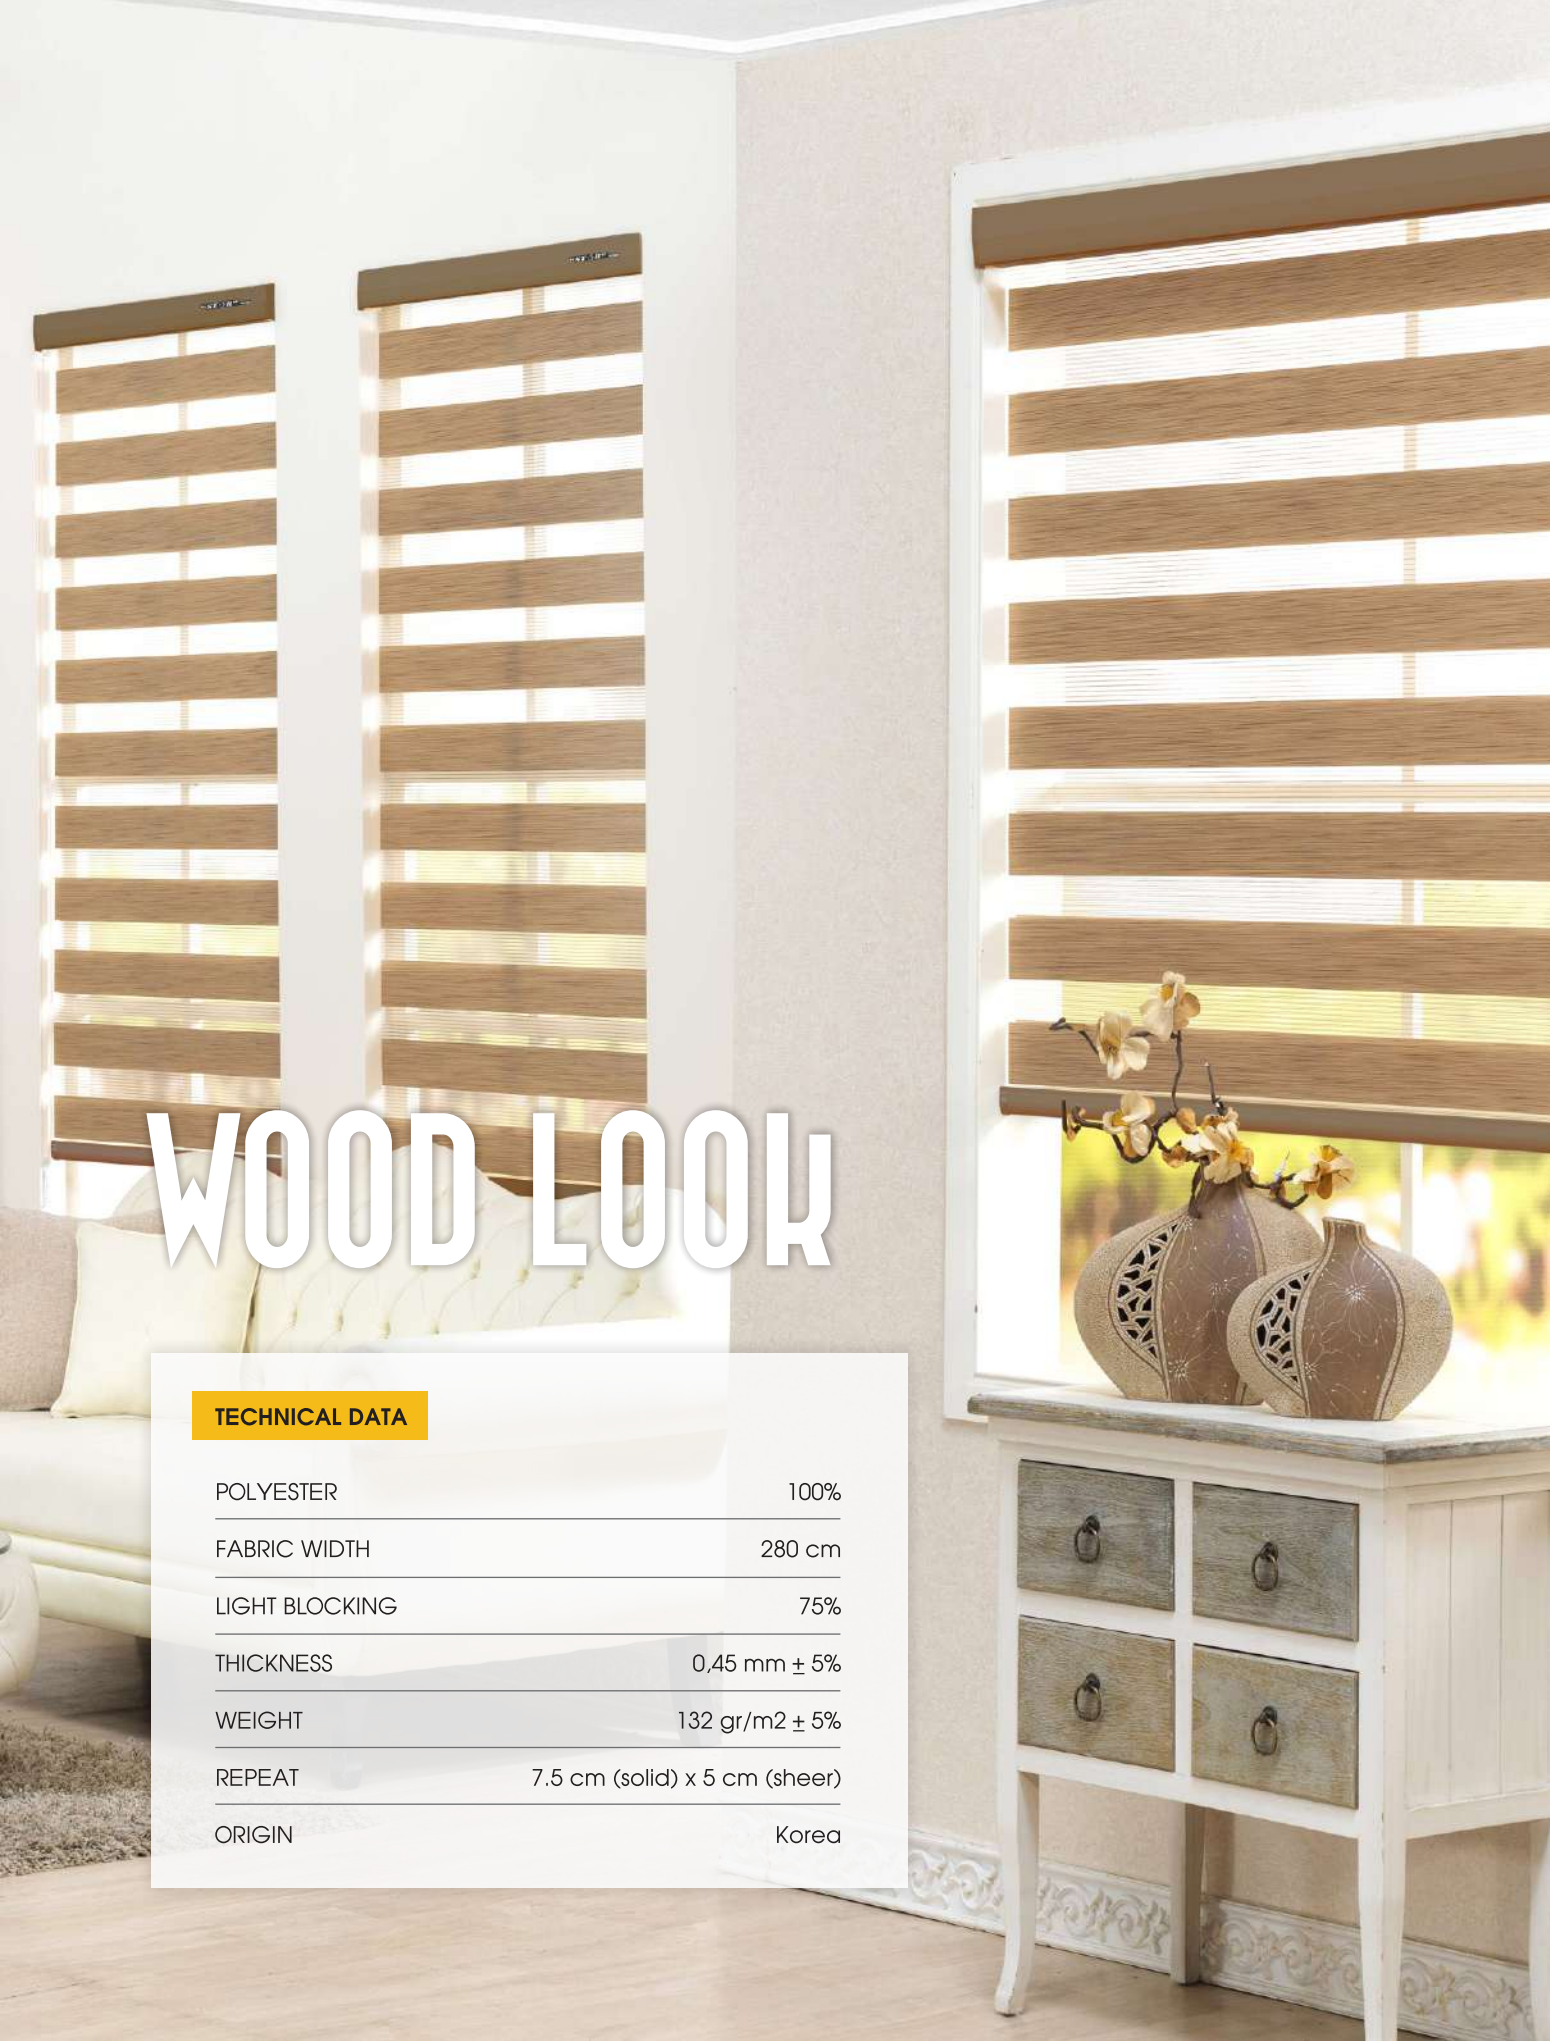 WOOD LOOK
TECHNICAL DATA
POLYESTER 100%
FABRIC WIDTH 280 cm
LIGHT BLOCKING 75%
THICKNESS 0,45 mm ± 5%
WEIGHT 132 gr/m2 ± 5%
REPEAT 7.5 cm (solid) x 5 cm (sheer)
ORIGIN Korea